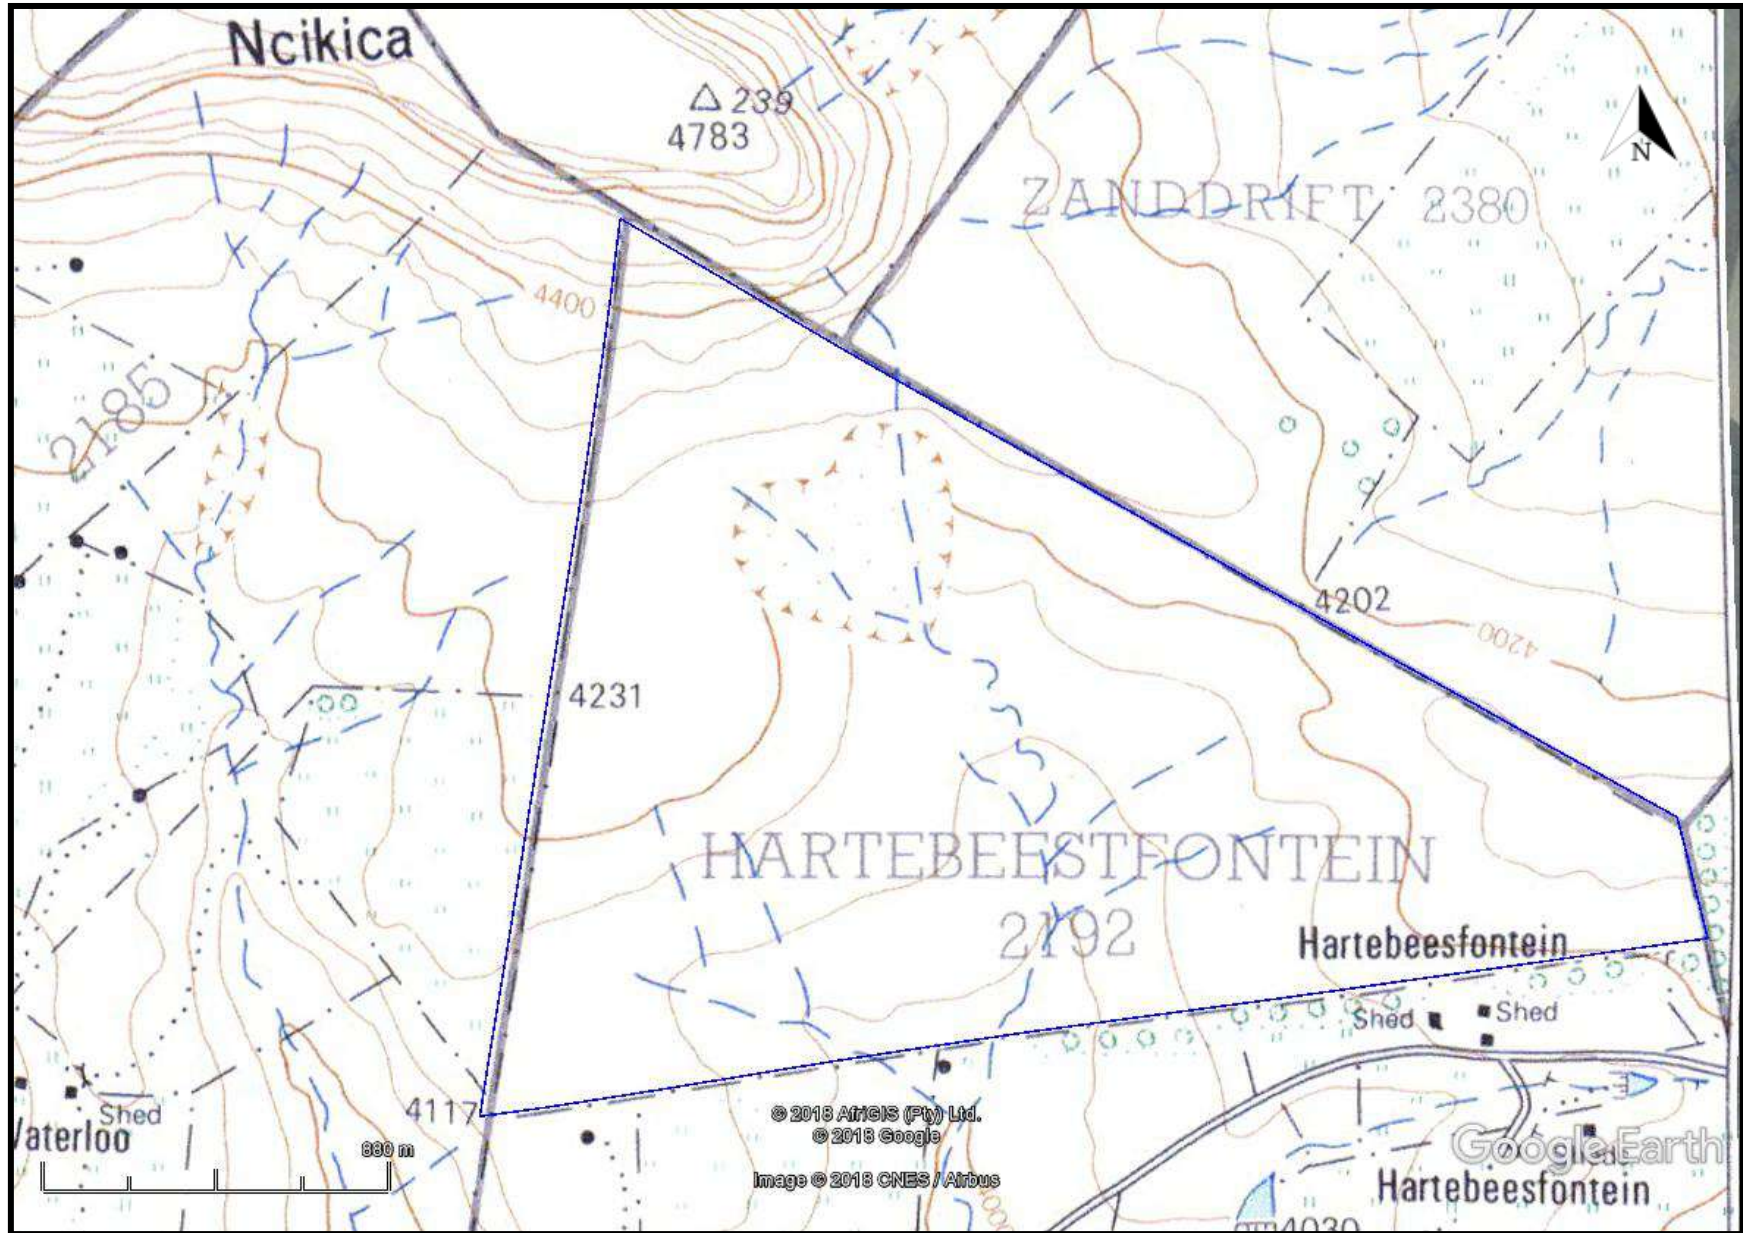 Ncikica
239
4783
N
ZANDDRIFT 2380
4400
2185
4202
4200
4231
HARTEBEESTFONTEIN
2192
Hartebeesfontein
Shed
Shed
4117
Shed
880 m
© 2018 AfriGIS (Pty) Ltd.
© 2018 Google
Image © 2018 CNES / Airbus
Google Earth
Hartebeesfontein
4030